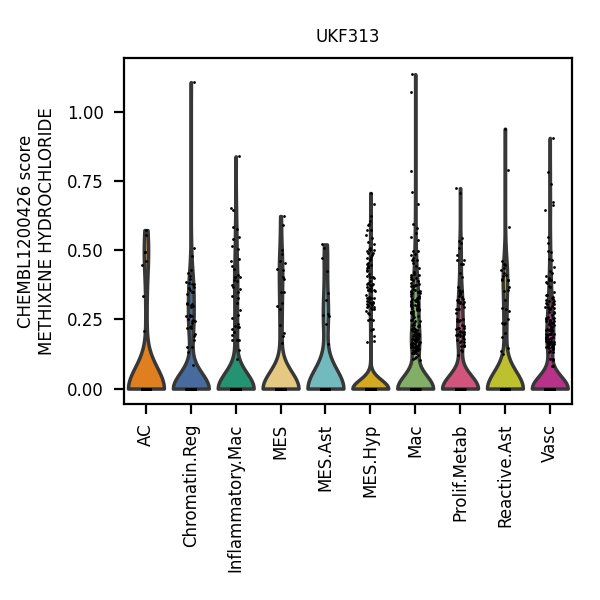 UKF313
CHEMBL1200426 score
METHIXENE HYDROCHLORIDE
1.00
0.75
0.50
0.25
0.00
AC
Chromatin.Reg
Inflammatory.Mac
MES
MES.Ast
MES.Hyp
Mac
Prolif.Metab
Reactive.Ast
Vasc